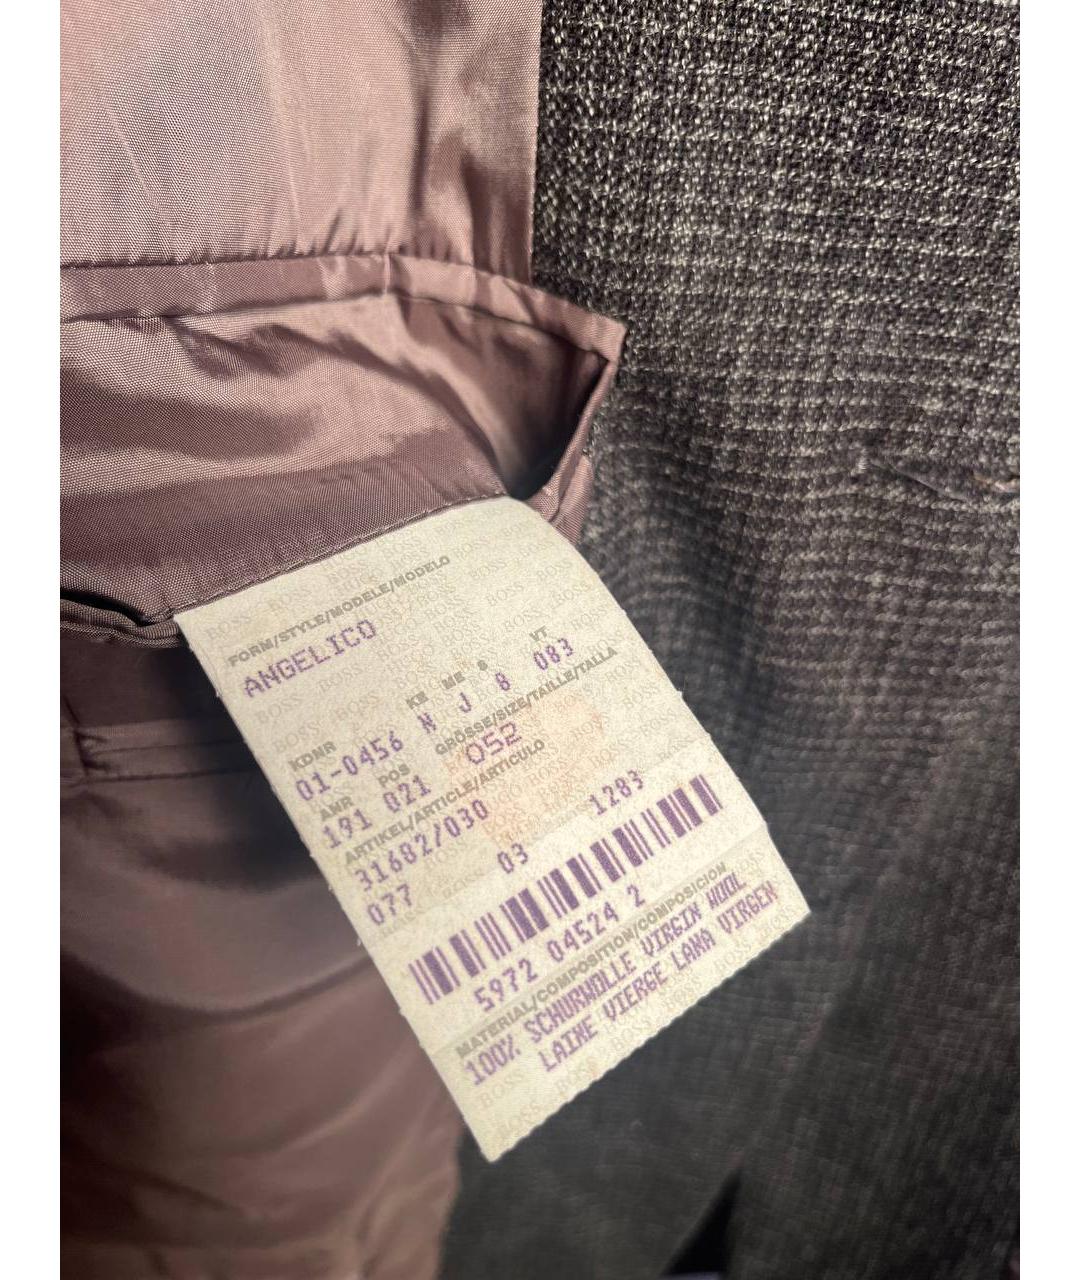 FORM/STYLE/MODELE/MODELO
ANGELICO
KDNR KE ME S VT
01-0456 N J 8 083
AMR POS GRÖSSE/SIZE/TAILLE/TALLA
191 021 052
ARTIKEL/ARTICLE/ARTICULO
31682/030 1283
077 03
5972 04524 2
MATERIAL/COMPOSITION/COMPOSICION
100% SCHURWOLLE VIRGIN WOOL
LAINE VIERGE LANA VIRGEN
BOSS